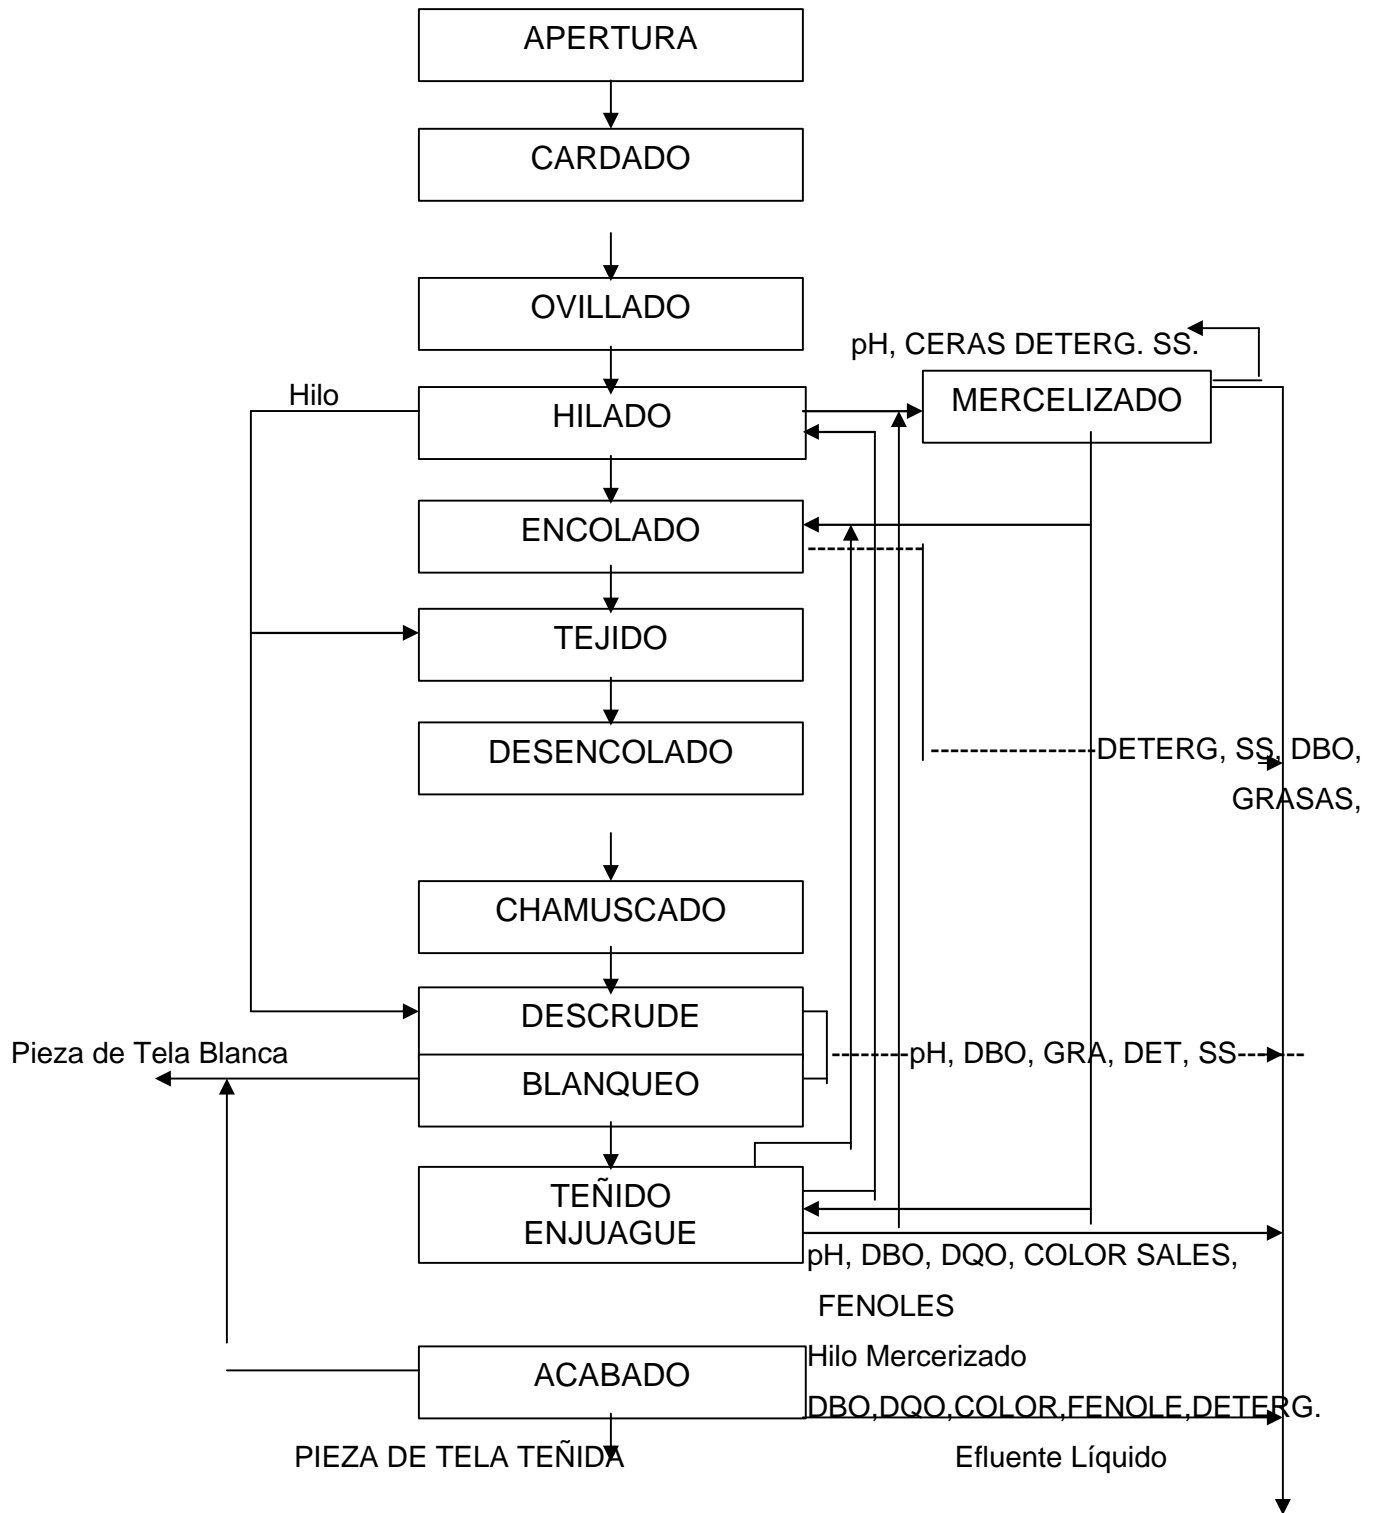 APERTURA
CARDADO
OVILLADO
pH, CERAS DETERG. SS.
Hilo
HILADO
MERCELIZADO
ENCOLADO
TEJIDO
DESENCOLADO
DETERG, SS, DBO,
GRASAS,
CHAMUSCADO
DESCRUDE
Pieza de Tela Blanca
pH, DBO, GRA, DET, SS
BLANQUEO
TEÑIDO
ENJUAGUE
pH, DBO, DQO, COLOR SALES,
FENOLES
Hilo Mercerizado
ACABADO
DBO,DQO,COLOR,FENOLE,DETERG.
PIEZA DE TELA TEÑIDA
Efluente Líquido